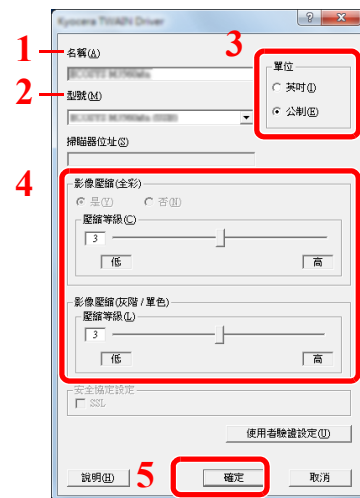 Kyocera TWAIN Driver
1
名稱(A)
3
單位
英吋(I)
公制(E)
2
型號(M)
掃瞄器位址(S)
4
影像壓縮(全彩)
是(Y) 否(N)
壓縮等級(C)
3
低 高
影像壓縮(灰階 / 單色)
壓縮等級(L)
3
低 高
安全協定設定
SSL
使用者驗證設定(U)
說明(H) 5 確定 取消